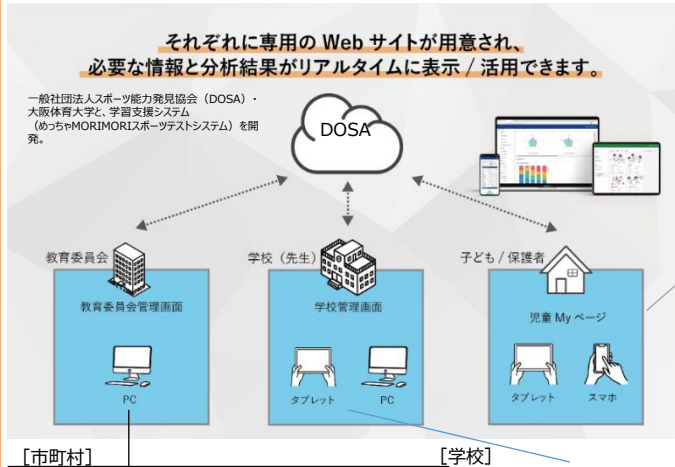 それぞれに専用の Web サイトが用意され、
必要な情報と分析結果がリアルタイムに表示 / 活用できます。
一般社団法人スポーツ能力発見協会（DOSA）・
大阪体育大学と、学習支援システム
（めっちゃMORIMORIスポーツテストシステム）を開
発。
DOSA
教育委員会
教育委員会管理画面
PC
学校（先生）
学校管理画面
タブレット
PC
子ども / 保護者
児童 My ページ
タブレット
スマホ
［市町村］
［学校］